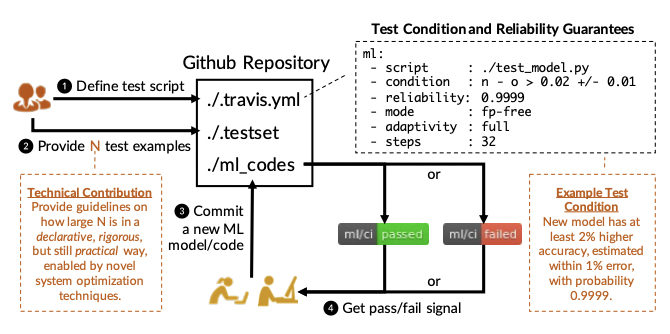 Test Condition and Reliability Guarantees
Github Repository
ml:
- script : ./test_model.py
- condition : n - o > 0.02 +/- 0.01
- reliability: 0.9999
- mode : fp-free
- adaptivity : full
- steps : 32
1 Define test script
./.travis.yml
./.testset
./ml_codes
2 Provide N test examples
Technical Contribution
Provide guidelines on
how large N is in a
declarative, rigorous,
but still practical way,
enabled by novel
system optimization
techniques.
3 Commit
a new ML
model/code
or
ml/ci passed
ml/ci failed
or
4 Get pass/fail signal
Example Test
Condition
New model has at
least 2% higher
accuracy, estimated
within 1% error,
with probability
0.9999.